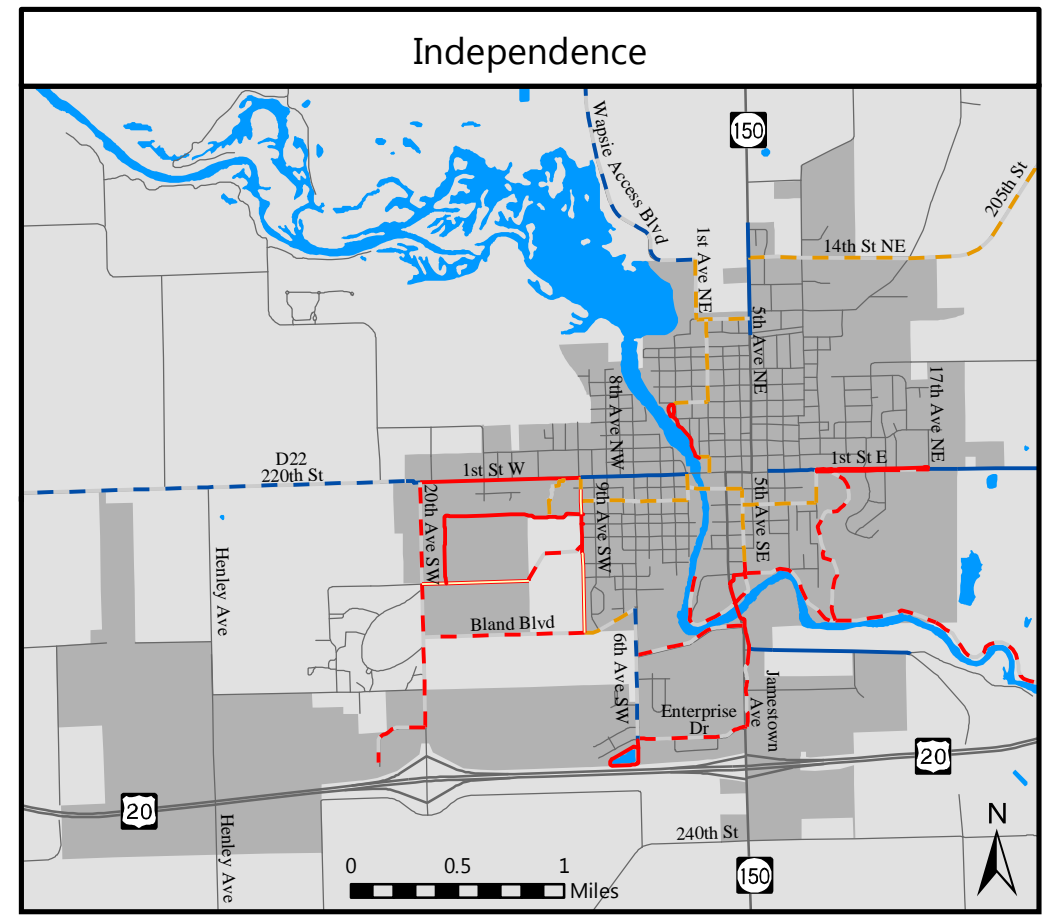 Independence
150
Wapsie Access Blvd
205th St
1st Ave NE
14th St NE
5th Ave NE
8th Ave NW
17th Ave NE
D22
220th St
1st St W
1st St E
20th Ave SW
9th Ave SW
5th Ave SE
Henley Ave
Bland Blvd
6th Ave SW
Jamestown
Ave
Enterprise
Dr
20
20
Henley Ave
240th St
N
0 0.5 1
Miles
150